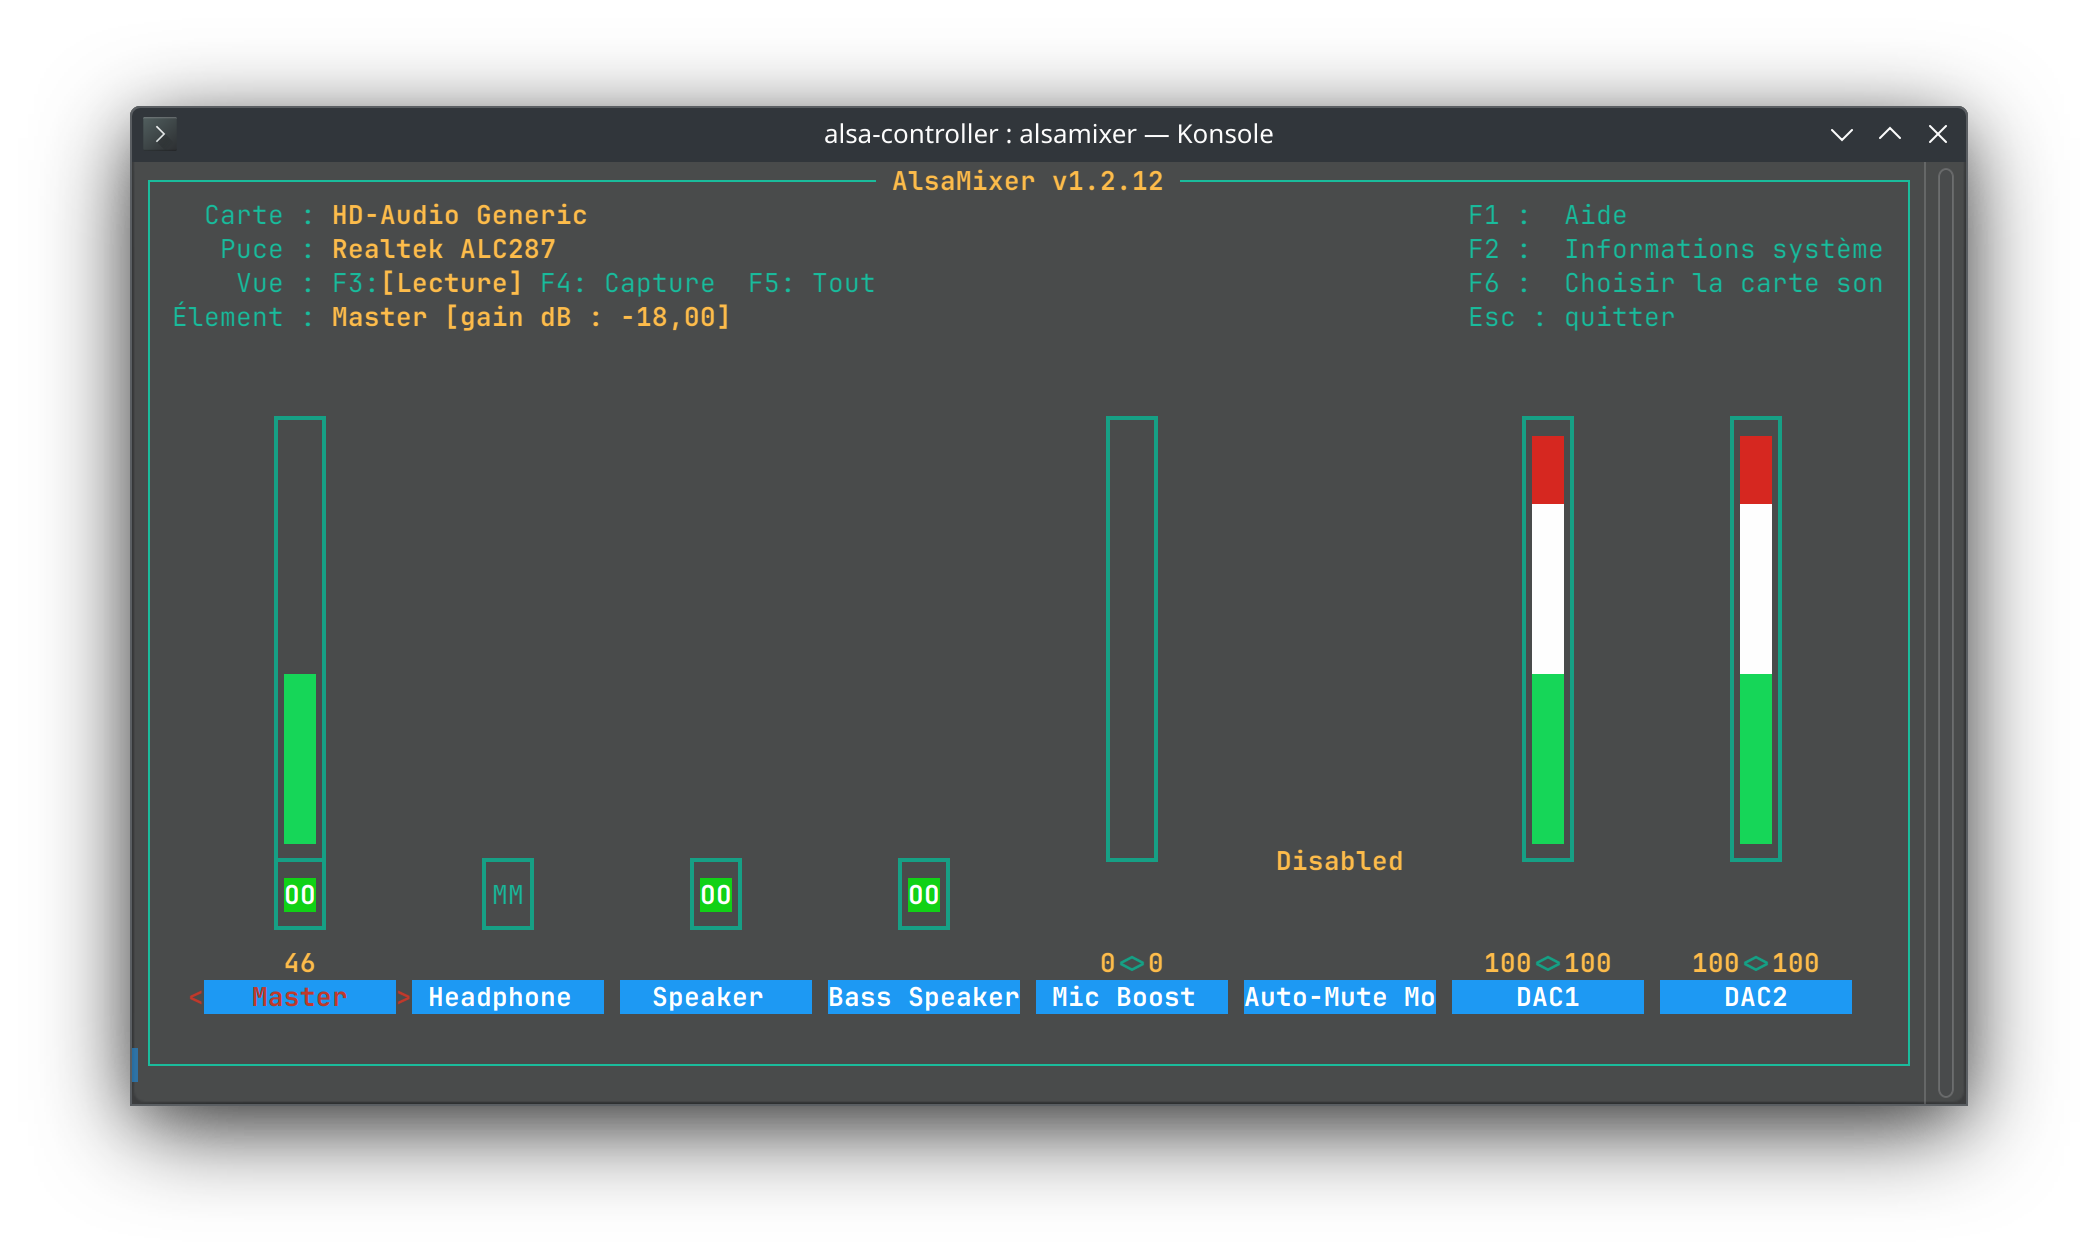 alsa-controller : alsamixer — Konsole
AlsaMixer v1.2.12
Carte : HD-Audio Generic
F1 : Aide
Puce : Realtek ALC287
F2 : Informations système
Vue : F3:[Lecture] F4: Capture F5: Tout
F6 : Choisir la carte son
Élement : Master [gain dB : -18,00]
Esc : quitter
Disabled
OO MM OO OO
46 0<>0 100<>100 100<>100
< Master > Headphone Speaker Bass Speaker Mic Boost Auto-Mute Mo DAC1 DAC2